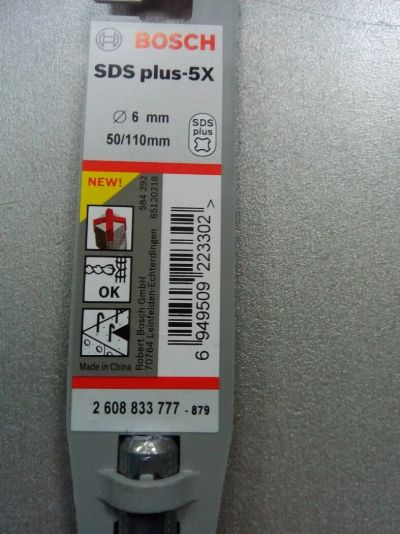 BOSCH
SDS plus-5X
⌀ 6 mm
50/110mm
SDS
plus
NEW!
584 292 65120218
OK
Robert Bosch GmbH
70764 Leinfelden-Echterdingen
6 949509 223302 >
Made in China
2 608 833 777 - 879